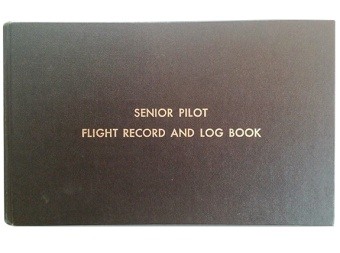 SENIOR PILOT
FLIGHT RECORD AND LOG BOOK